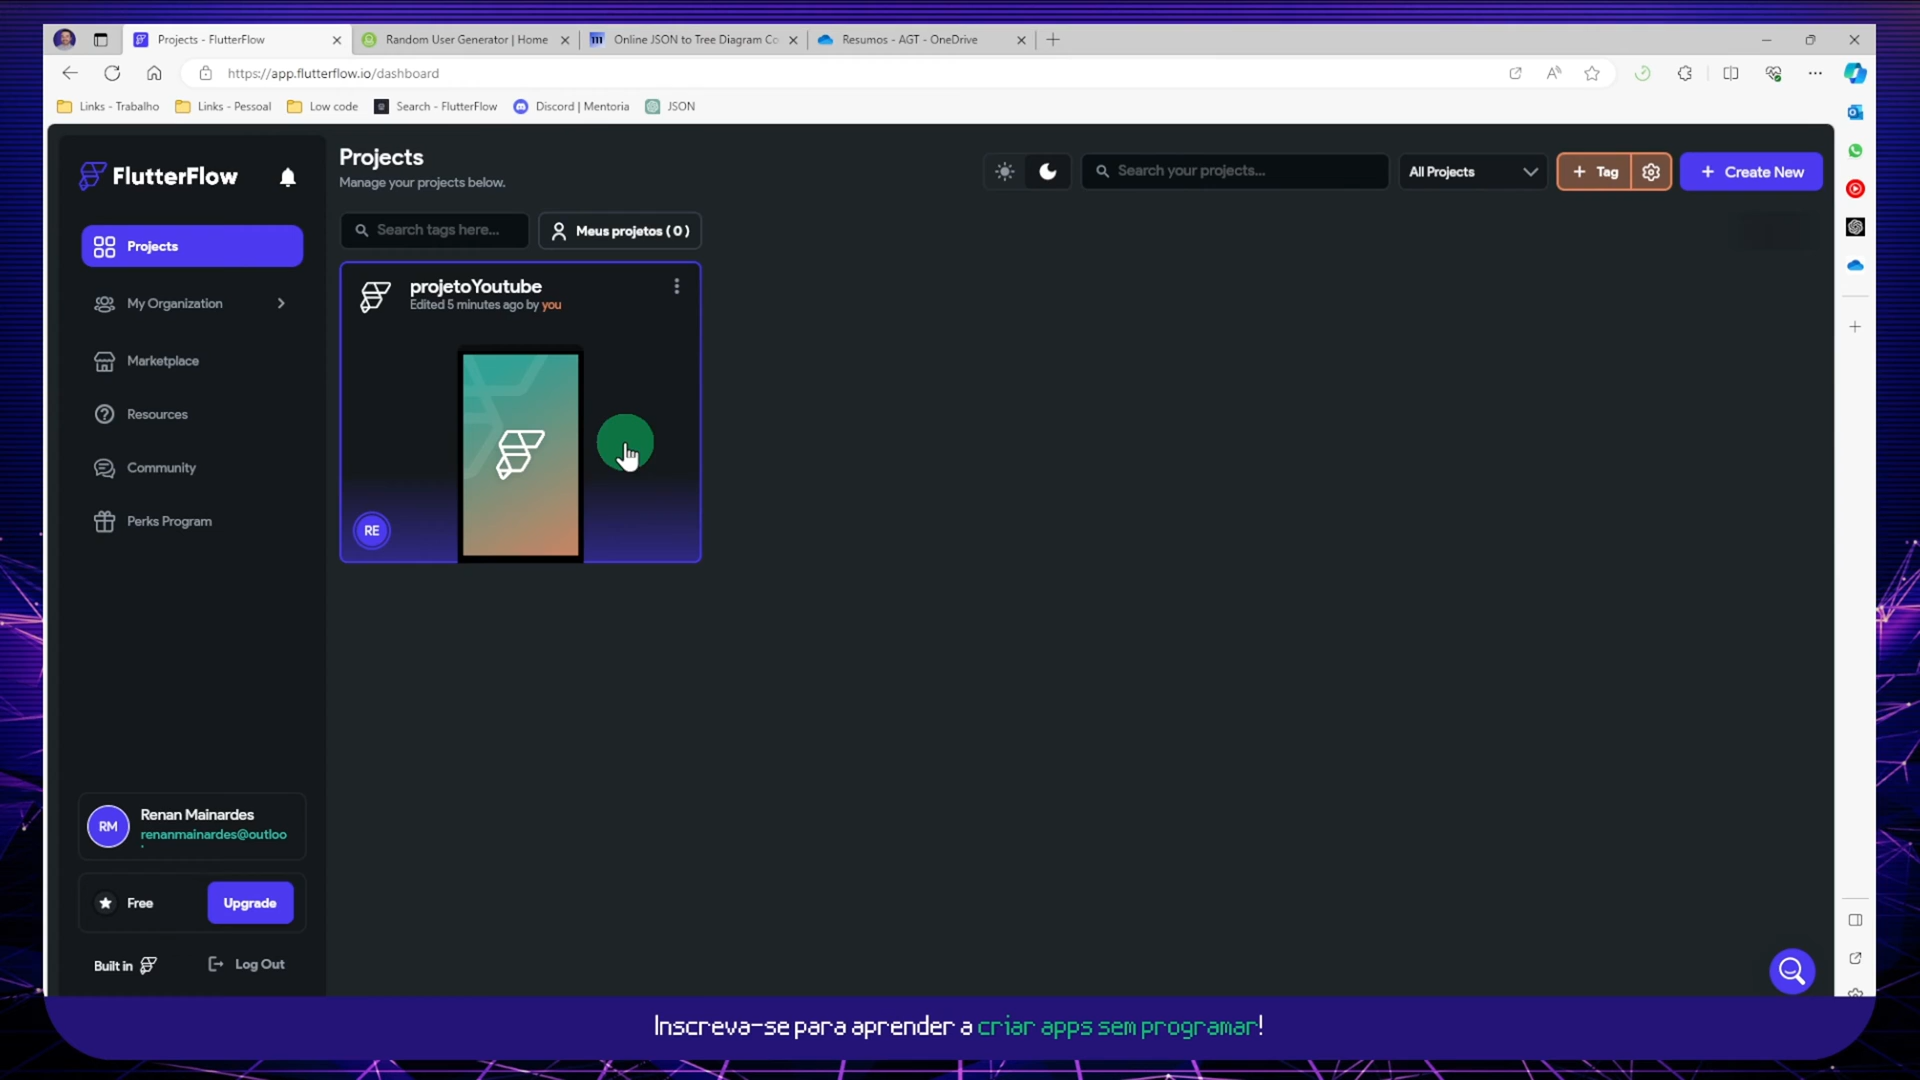 Projects - FlutterFlow
Random User Generator | Home
Online JSON to Tree Diagram Co
Resumos - AGT - OneDrive
https://app.flutterflow.io/dashboard
Links - Trabalho
Links - Pessoal
Low code
Search - FlutterFlow
Discord | Mentoria
JSON
FlutterFlow
Projects
Manage your projects below.
Search your projects...
All Projects
+ Tag
+ Create New
Search tags here...
Meus projetos ( 0 )
Projects
My Organization
Marketplace
Resources
Community
Perks Program
projetoYoutube
Edited 5 minutes ago by you
RE
RM
Renan Mainardes
renanmainardes@outloo
Free
Upgrade
Built in
Log Out
Inscreva-se para aprender a criar apps sem programar!